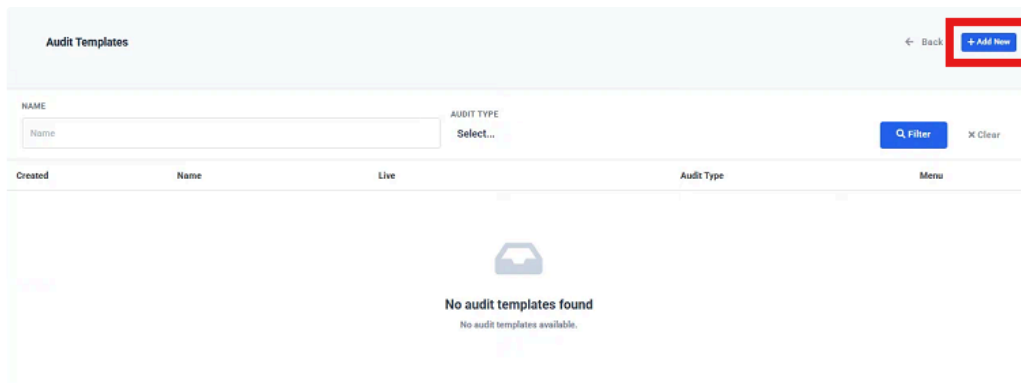 Audit Templates
← Back
+ Add New
NAME
Name
AUDIT TYPE
Select...
Filter
× Clear
Created Name Live Audit Type Menu
No audit templates found
No audit templates available.